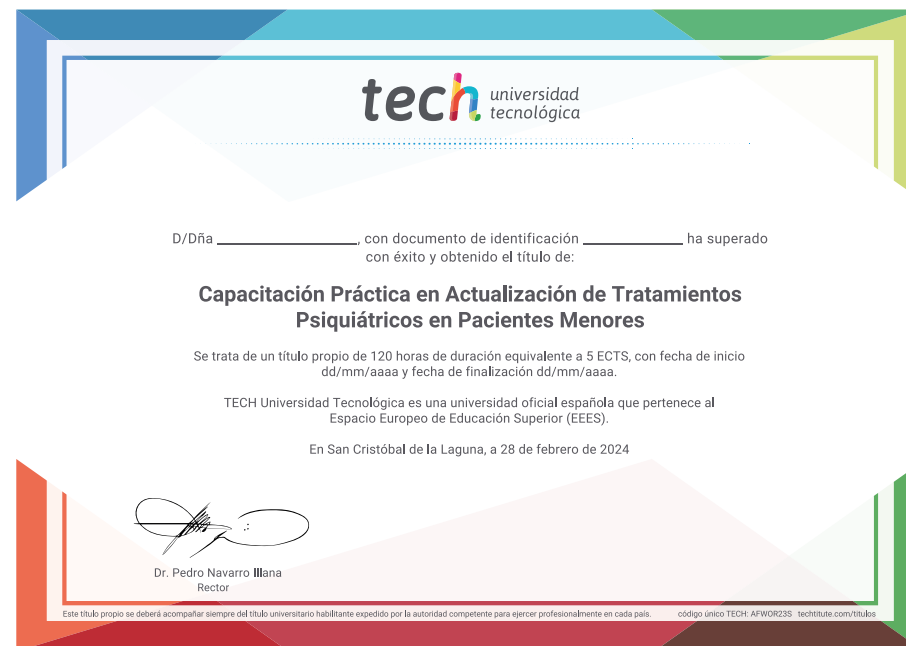 tech universidad
tecnológica
D/Dña ______________, con documento de identificación __________ ha superado
con éxito y obtenido el título de:
Capacitación Práctica en Actualización de Tratamientos
Psiquiátricos en Pacientes Menores
Se trata de un título propio de 120 horas de duración equivalente a 5 ECTS, con fecha de inicio
dd/mm/aaaa y fecha de finalización dd/mm/aaaa.
TECH Universidad Tecnológica es una universidad oficial española que pertenece al
Espacio Europeo de Educación Superior (EEES).
En San Cristóbal de la Laguna, a 28 de febrero de 2024
Dr. Pedro Navarro Illana
Rector
Este título propio se deberá acompañar siempre del título universitario habilitante expedido por la autoridad competente para ejercer profesionalmente en cada país. código único TECH: AFWOR23S techtitute.com/titulos